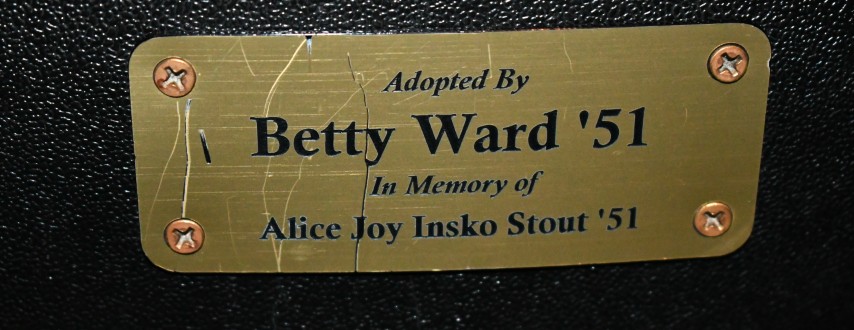 Adopted By
Betty Ward '51
In Memory of
Alice Joy Insko Stout '51